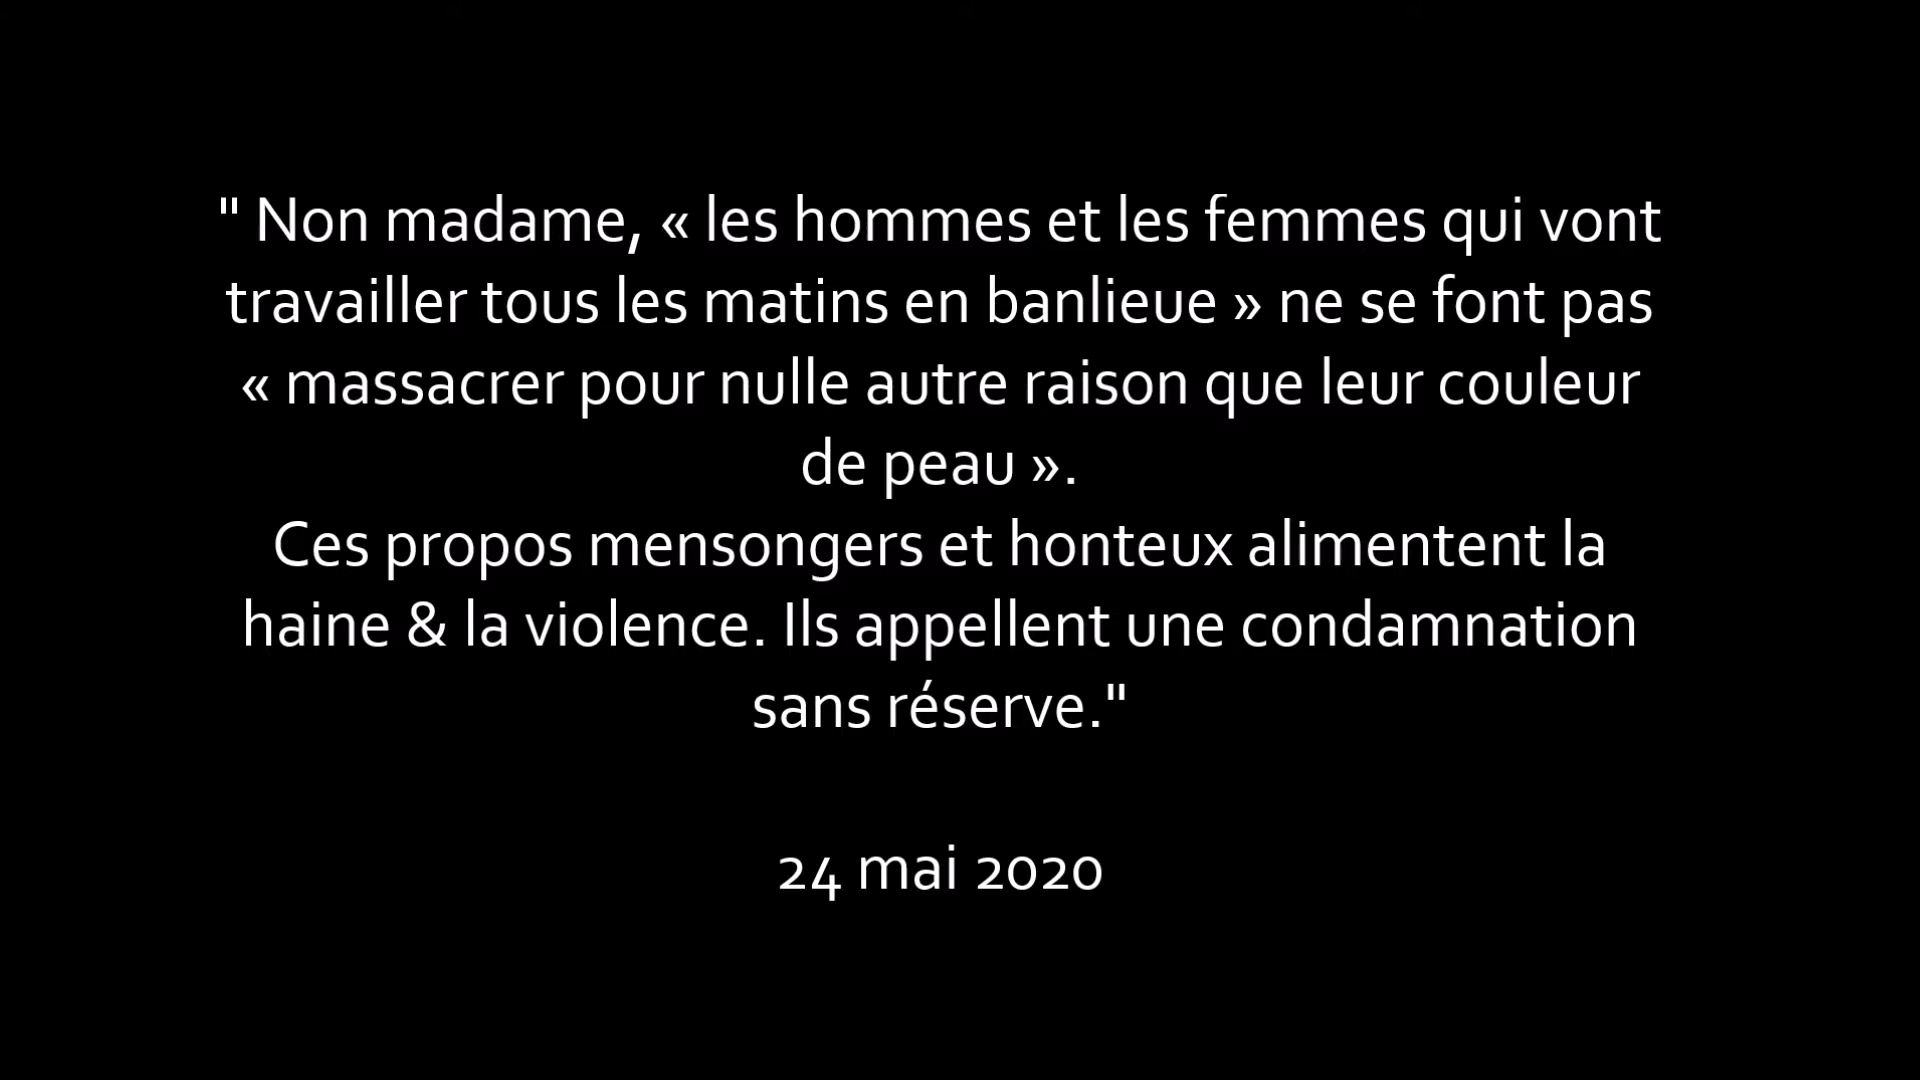 " Non madame, « les hommes et les femmes qui vont
travailler tous les matins en banlieue » ne se font pas
« massacrer pour nulle autre raison que leur couleur
de peau ».
Ces propos mensongers et honteux alimentent la
haine & la violence. Ils appellent une condamnation
sans réserve."
24 mai 2020